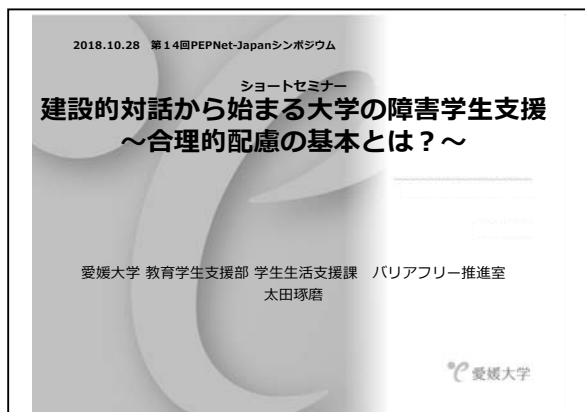 2018.10.28 第14回PEPNet-Japanシンポジウム
ショートセミナー
建設的対話から始まる大学の障害学生支援
～合理的配慮の基本とは？～
愛媛大学 教育学生支援部 学生生活支援課　バリアフリー推進室
太田琢磨
愛媛大学